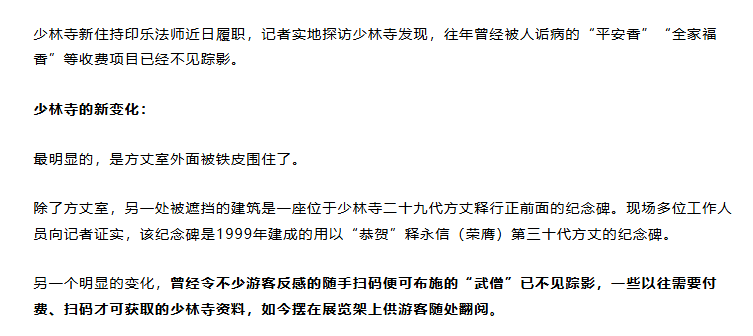 少林寺新住持印乐法师近日履职，记者实地探访少林寺发现，往年曾经被人诟病的“平安香”“全家福
香”等收费项目已经不见踪影。
少林寺的新变化：
最明显的，是方丈室外面被铁皮围住了。
除了方丈室，另一处被遮挡的建筑是一座位于少林寺二十九代方丈释行正前面的纪念碑。现场多位工作人
员向记者证实，该纪念碑是1999年建成的用以“恭贺”释永信（荣膺）第三十代方丈的纪念碑。
另一个明显的变化，曾经令不少游客反感的随手扫码便可布施的“武僧”已不见踪影，一些以往需要付
费、扫码才可获取的少林寺资料，如今摆在展览架上供游客随处翻阅。